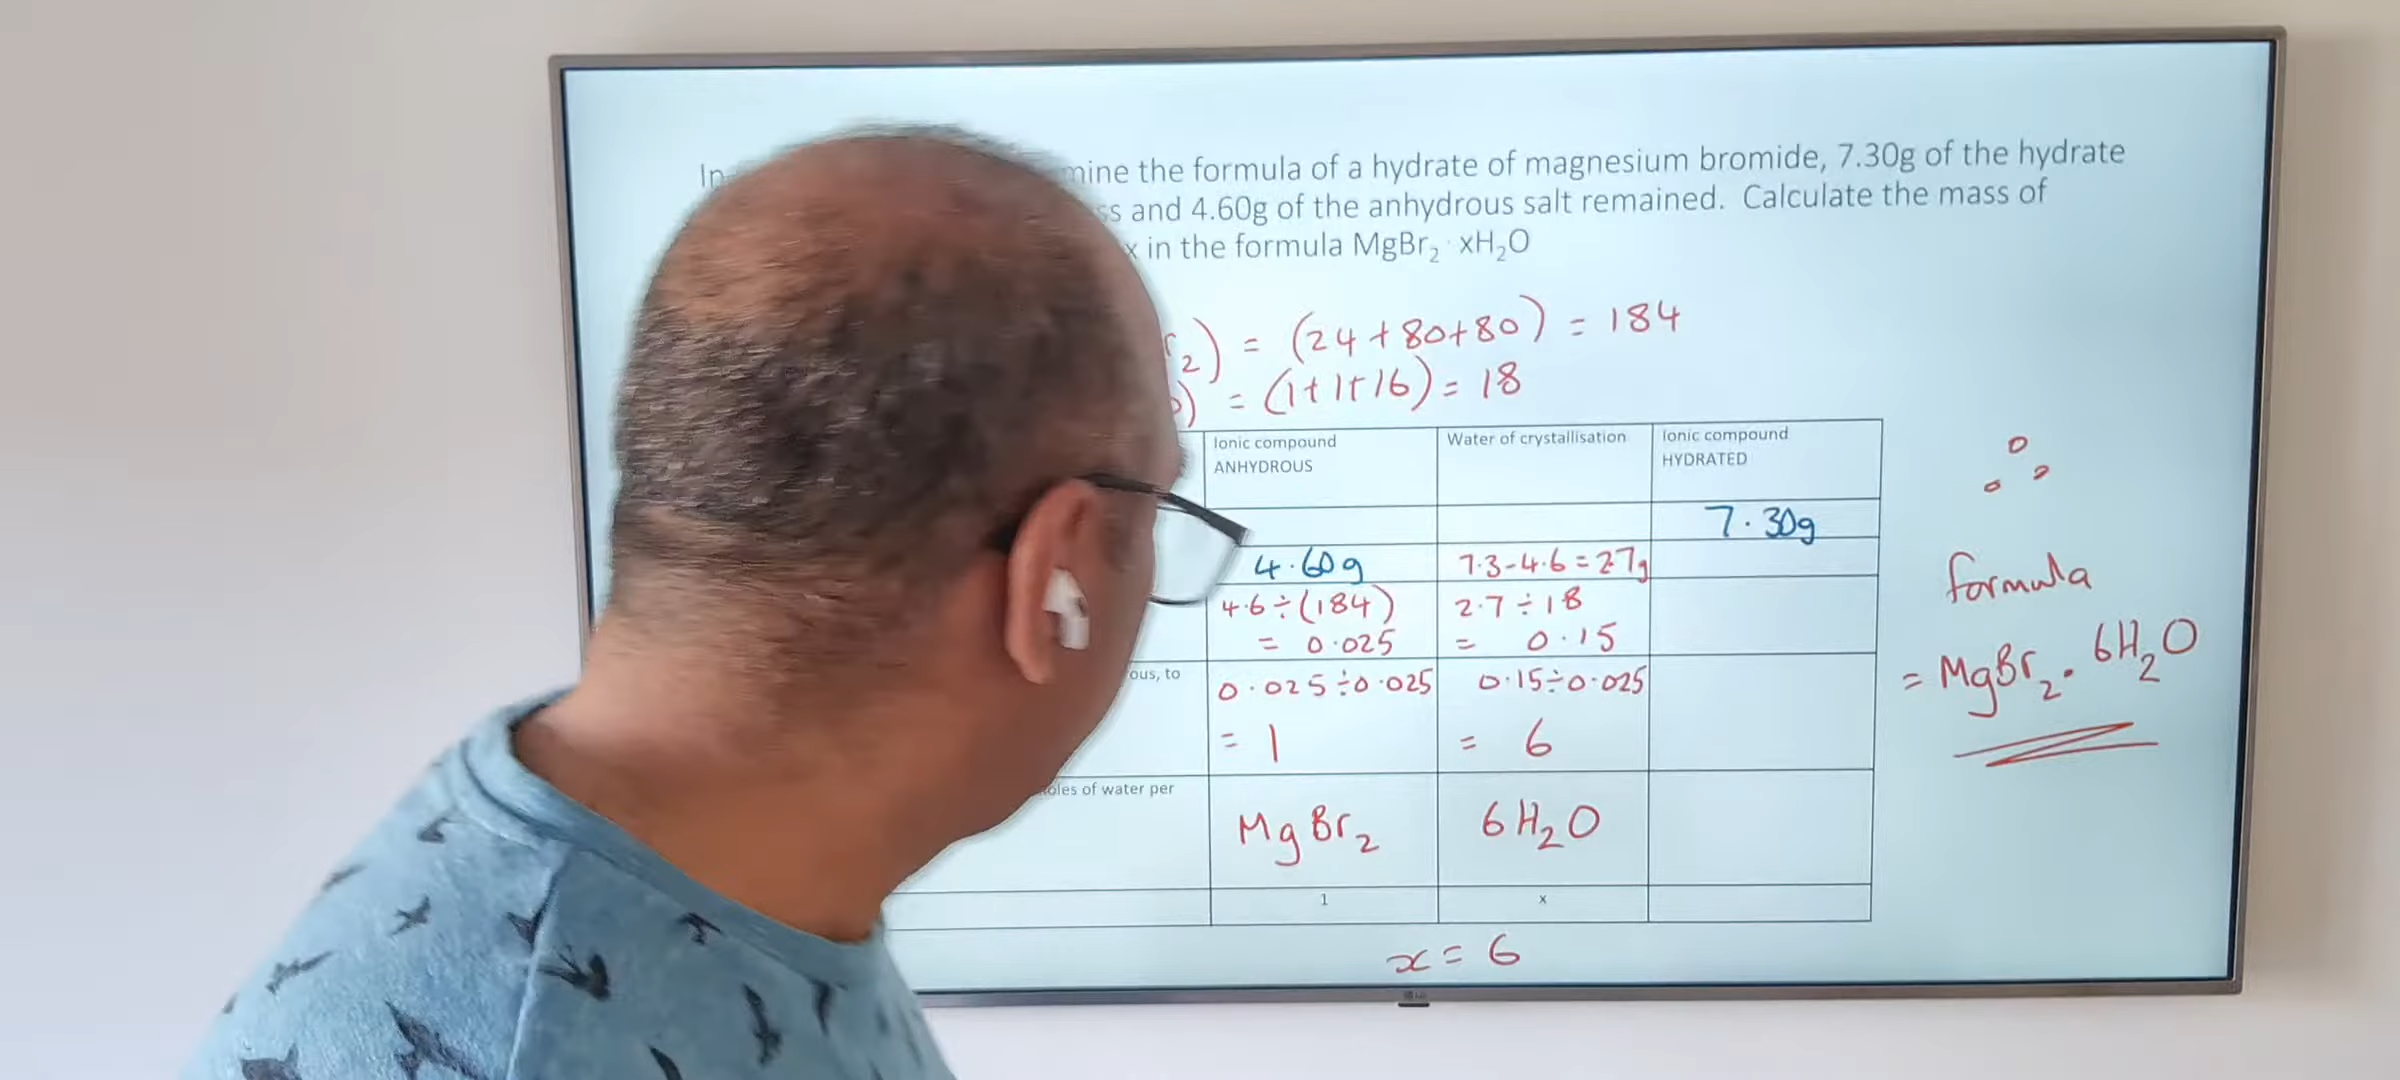 In mine the formula of a hydrate of magnesium bromide, 7.30g of the hydrate
and 4.60g of the anhydrous salt remained. Calculate the mass of
x in the formula MgBr₂ · xH₂O
₂) = (24+80+80) = 184
) = (1+1+16) = 18
Ionic compound
ANHYDROUS
Water of crystallisation
Ionic compound
HYDRATED
7.30g
4.60g
7.3-4.6=2.7g
4.6÷(184)
= 0.025
2.7÷18
= 0.15
ous, to
0.025÷0.025
= 1
0.15÷0.025
= 6
oles of water per
MgBr₂
6H₂O
1
x
x = 6
formula
= MgBr₂. 6H₂O
LG